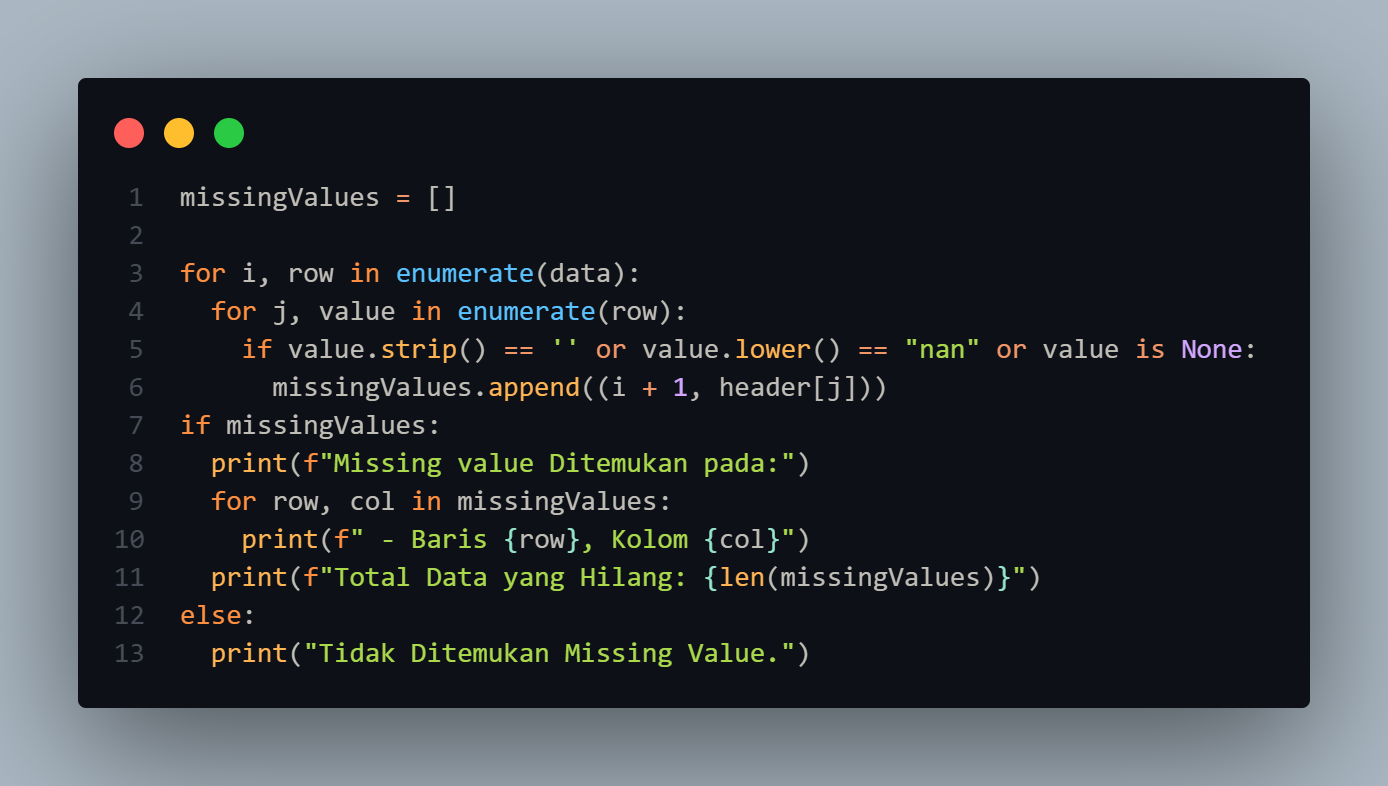 1 missingValues = []
2
3 for i, row in enumerate(data):
4   for j, value in enumerate(row):
5     if value.strip() == '' or value.lower() == "nan" or value is None:
6       missingValues.append((i + 1, header[j]))
7 if missingValues:
8   print(f"Missing value Ditemukan pada:")
9   for row, col in missingValues:
10     print(f" - Baris {row}, Kolom {col}")
11   print(f"Total Data yang Hilang: {len(missingValues)}")
12 else:
13   print("Tidak Ditemukan Missing Value.")